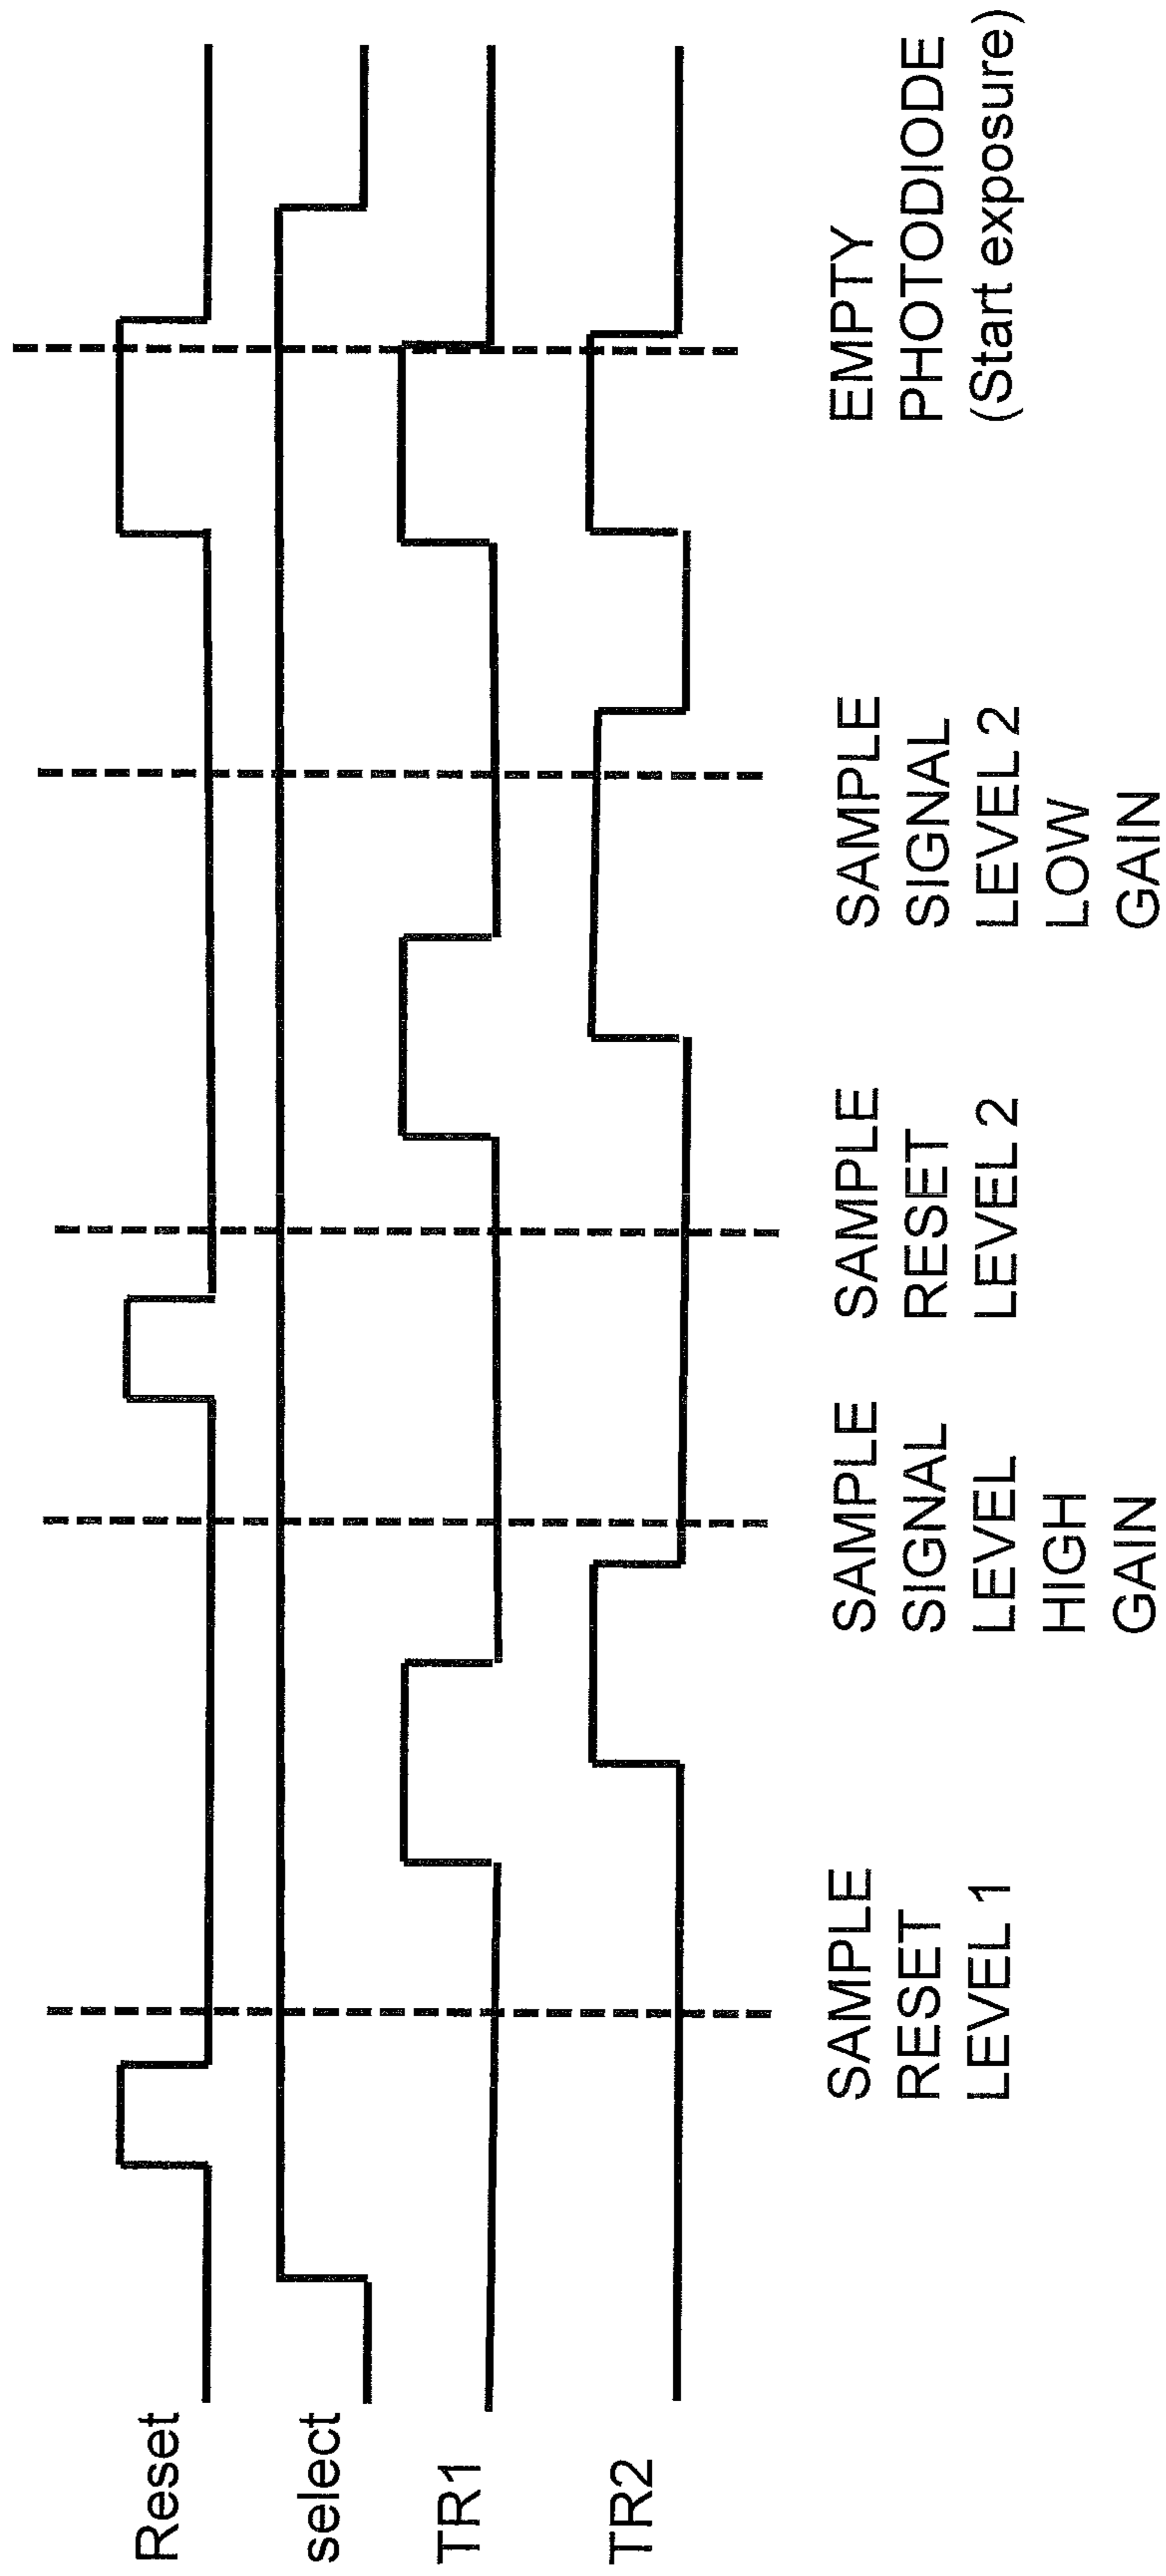 Reset
select
TR1
TR2
SAMPLE
RESET
LEVEL 1
SAMPLE
SIGNAL
LEVEL
HIGH
GAIN
SAMPLE
RESET
LEVEL 2
SAMPLE
SIGNAL
LEVEL 2
LOW
GAIN
EMPTY
PHOTODIODE
(Start exposure)